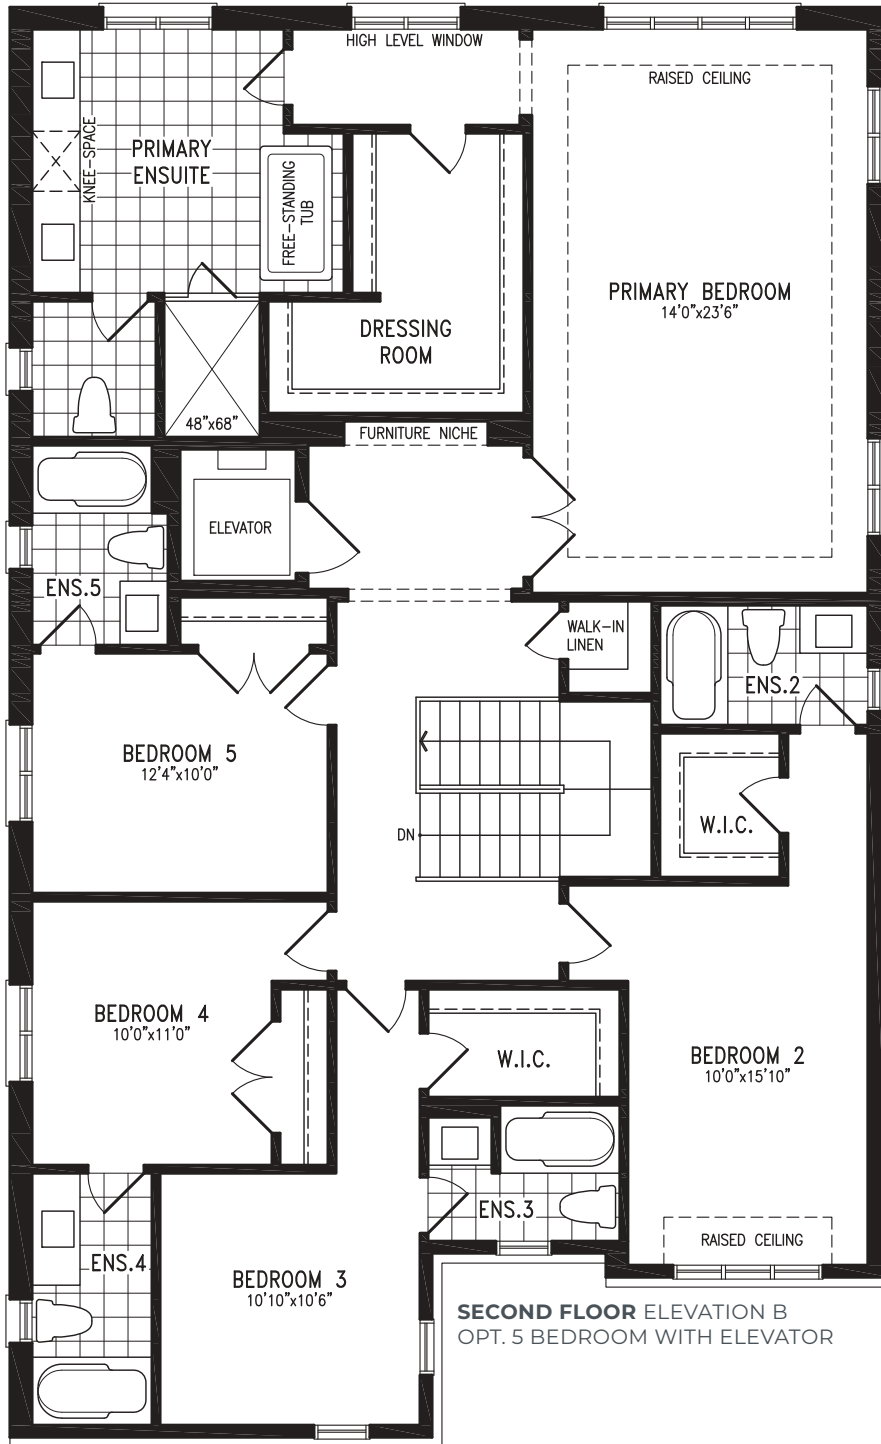 HIGH LEVEL WINDOW
RAISED CEILING
KNEE-SPACE
PRIMARY
ENSUITE
FREE-STANDING
TUB
PRIMARY BEDROOM
14'0"x23'6"
DRESSING
ROOM
48"x68"
FURNITURE NICHE
ELEVATOR
ENS.5
WALK-IN
LINEN
ENS.2
BEDROOM 5
12'4"x10'0"
W.I.C.
DN
BEDROOM 4
10'0"x11'0"
W.I.C.
BEDROOM 2
10'0"x15'10"
ENS.3
RAISED CEILING
ENS.4
BEDROOM 3
10'10"x10'6"
SECOND FLOOR ELEVATION B
OPT. 5 BEDROOM WITH ELEVATOR